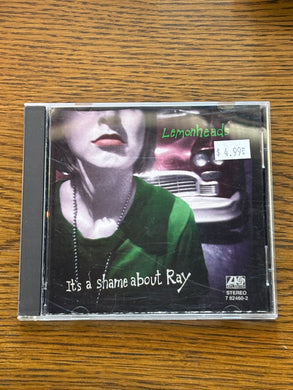 Lemonheads
$ 4.99
It's a shame about Ray
STEREO
7 82460-2